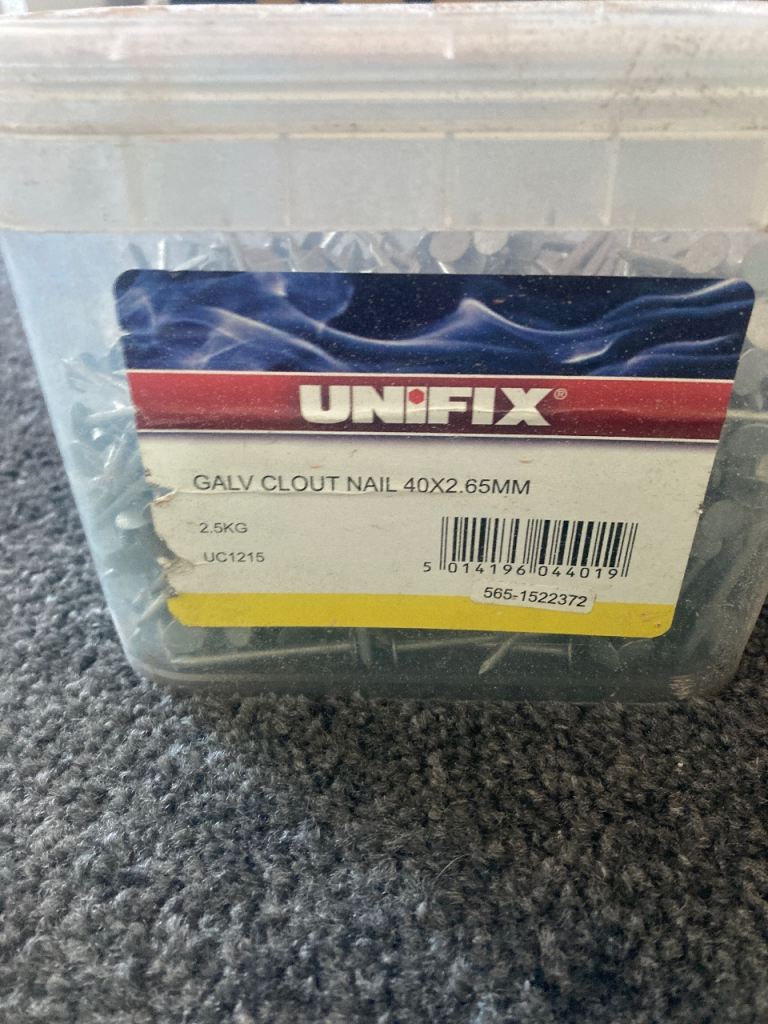 UNIFIX®
GALV CLOUT NAIL 40X2.65MM
2.5KG
UC1215
5 014196 044019
565-1522372